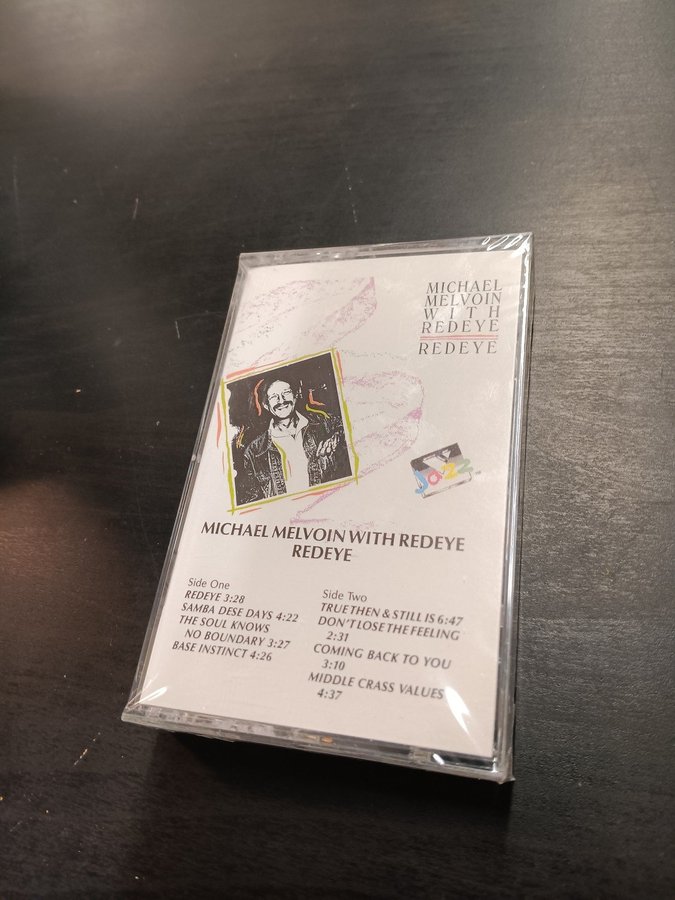 MICHAEL
MELVOIN
WITH
REDEYE
REDEYE
Jazz
MICHAEL MELVOIN WITH REDEYE
REDEYE
Side One
REDEYE 3:28
SAMBA DESE DAYS 4:22
THE SOUL KNOWS
NO BOUNDARY 3:27
BASE INSTINCT 4:26
Side Two
TRUE THEN & STILL IS 6:47
DON'T LOSE THE FEELING
2:31
COMING BACK TO YOU
3:10
MIDDLE CRASS VALUES
4:37